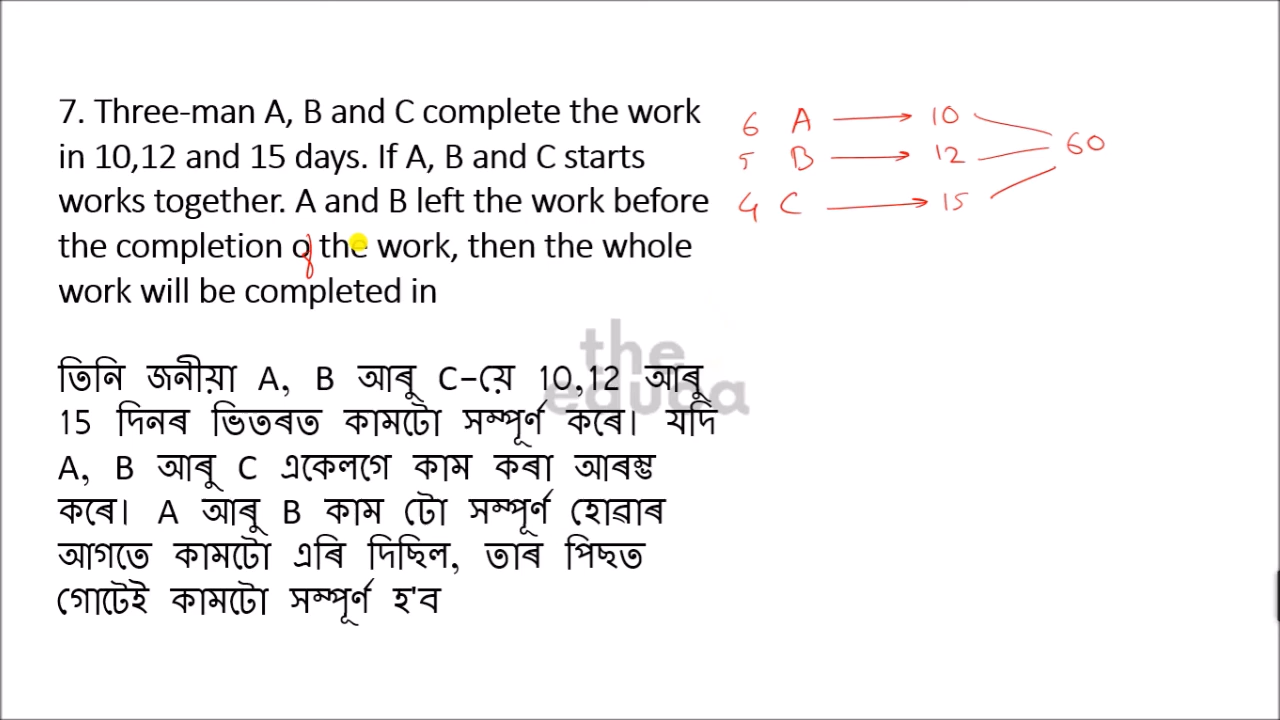 7. Three-man A, B and C complete the work
in 10,12 and 15 days. If A, B and C starts
works together. A and B left the work before
the completion of the work, then the whole
work will be completed in
6 A → 10
5 B → 12
4 C → 15
60
the
eduba
তিনি জনীয়া A, B আৰু C-য়ে 10,12 আৰু
15 দিনৰ ভিতৰত কামটো সম্পূৰ্ণ কৰে। যদি
A, B আৰু C একেলগে কাম কৰা আৰম্ভ
কৰে। A আৰু B কাম টো সম্পূৰ্ণ হোৱাৰ
আগতে কামটো এৰি দিছিল, তাৰ পিছত
গোটেই কামটো সম্পূৰ্ণ হ'ব